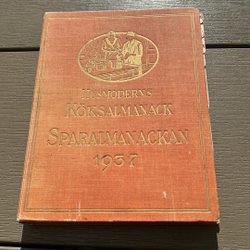 HUSMODERNS
KÖKSALMANACK
SPARALMANACKAN
1937